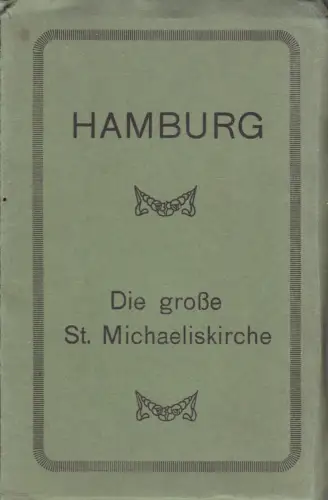 HAMBURG
Die große
St. Michaeliskirche